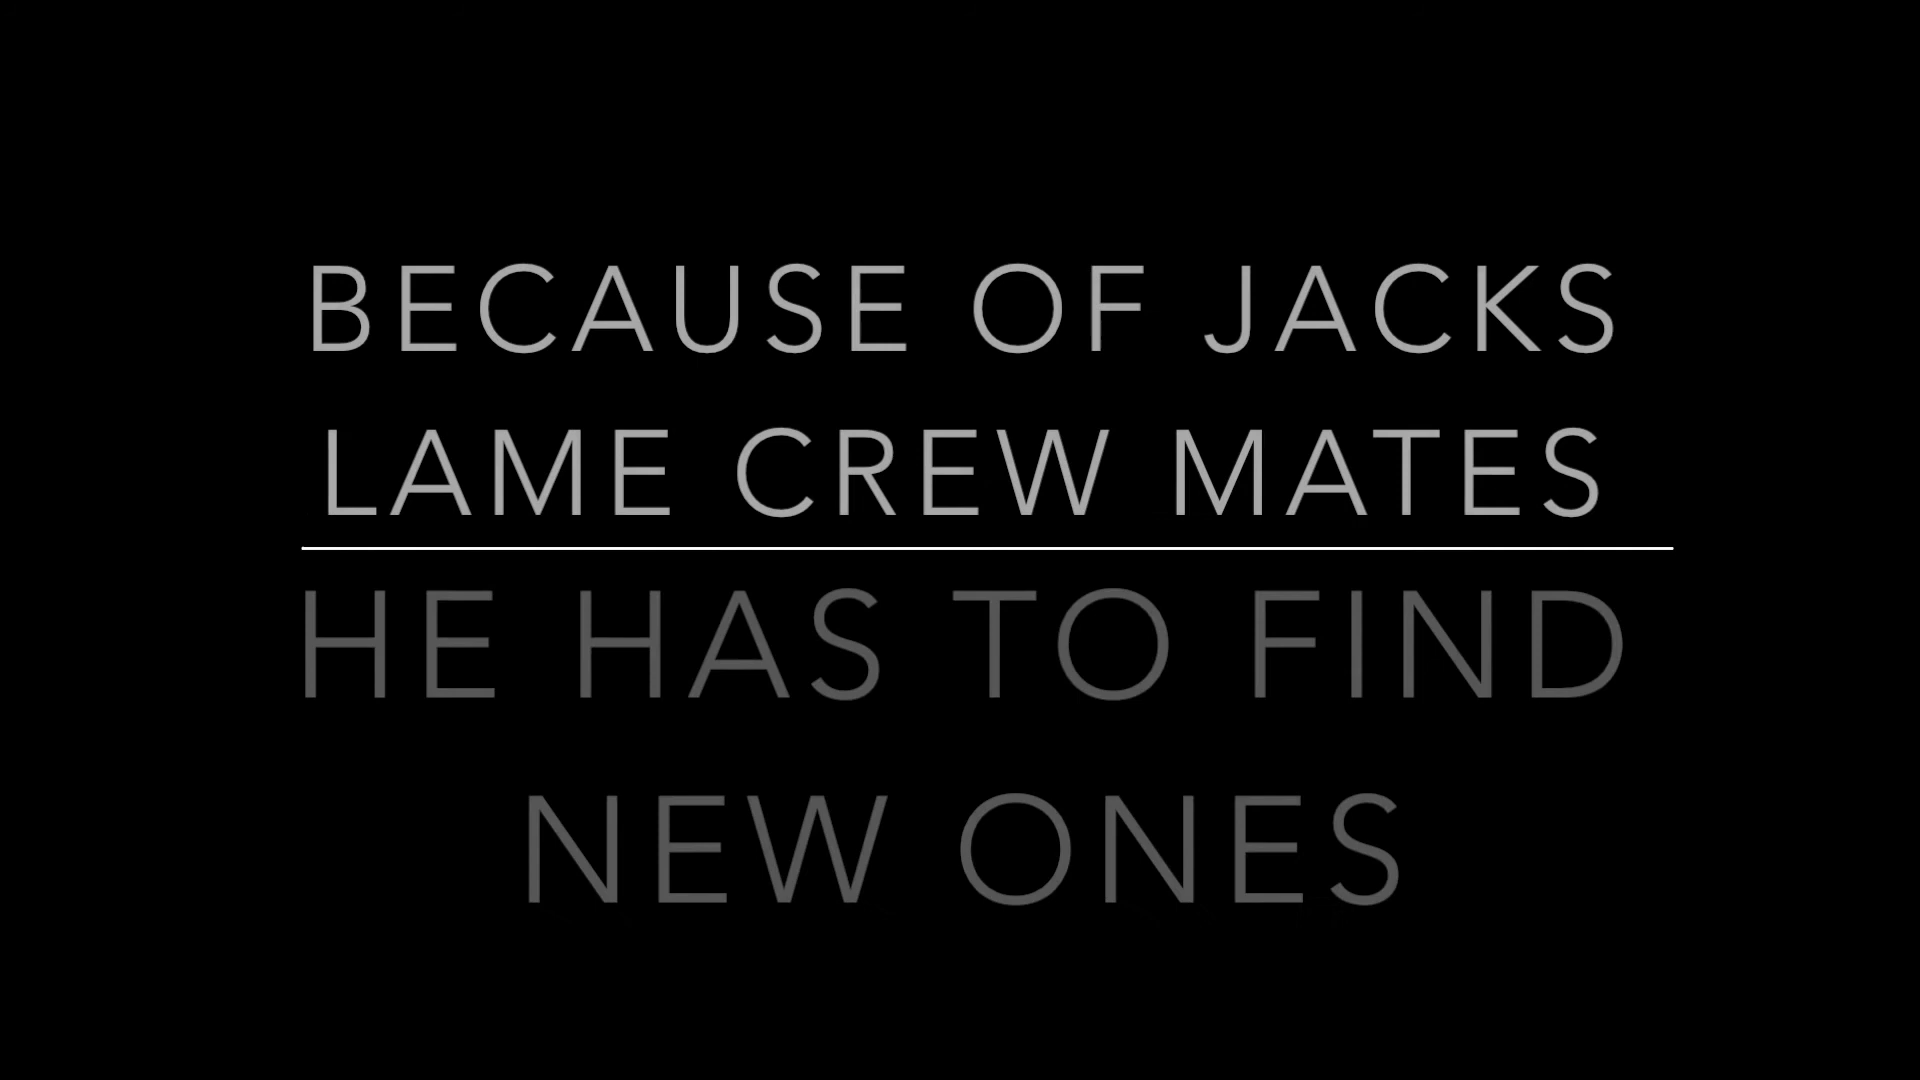 BECAUSE OF JACKS
LAME CREW MATES
HE HAS TO FIND
NEW ONES